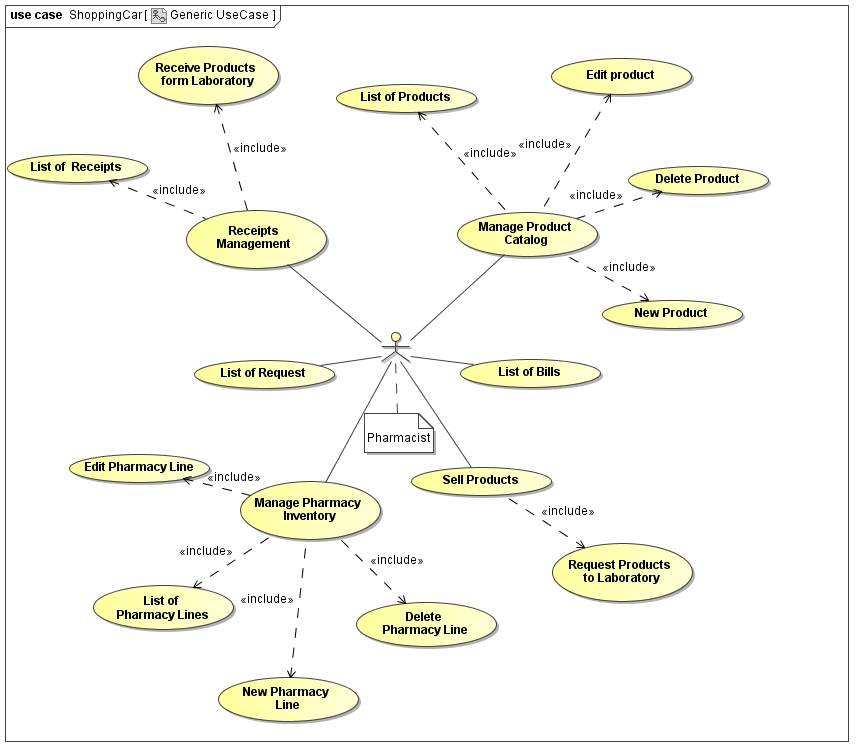 use case ShoppingCar[ Generic UseCase ]
Receive Products
form Laboratory
Edit product
List of Products
«include»
«include»
«include»
List of  Receipts
«include»
Delete Product
«include»
Receipts
Management
Manage Product
Catalog
«include»
New Product
List of Request
List of Bills
Pharmacist
Edit Pharmacy Line
«include»
Sell Products
Manage Pharmacy
Inventory
«include»
«include»
«include»
Request Products
to Laboratory
«include»
List of
Pharmacy Lines
Delete
Pharmacy Line
New Pharmacy
Line